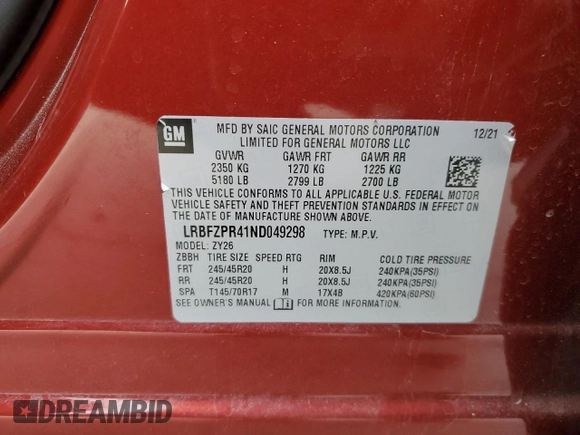 GM
MFD BY SAIC GENERAL MOTORS CORPORATION 12/21
LIMITED FOR GENERAL MOTORS LLC
GVWR GAWR FRT GAWR RR
2350 KG 1270 KG 1225 KG
5180 LB 2799 LB 2700 LB
THIS VEHICLE CONFORMS TO ALL APPLICABLE U.S. FEDERAL MOTOR
VEHICLE SAFETY AND THEFT PREVENTION STANDARDS IN EFFECT ON
THE DATE OF MANUFACTURE SHOWN ABOVE.
LRBFZPR41ND049298 TYPE: M.P.V.
MODEL: ZY26
ZBBH TIRE SIZE SPEED RTG RIM COLD TIRE PRESSURE
FRT 245/45R20 H 20X8.5J 240KPA(35PSI)
RR 245/45R20 H 20X8.5J 240KPA(35PSI)
SPA T145/70R17 M 17X4B 420KPA(60PSI)
SEE OWNER'S MANUAL FOR MORE INFORMATION.
DREAMBID